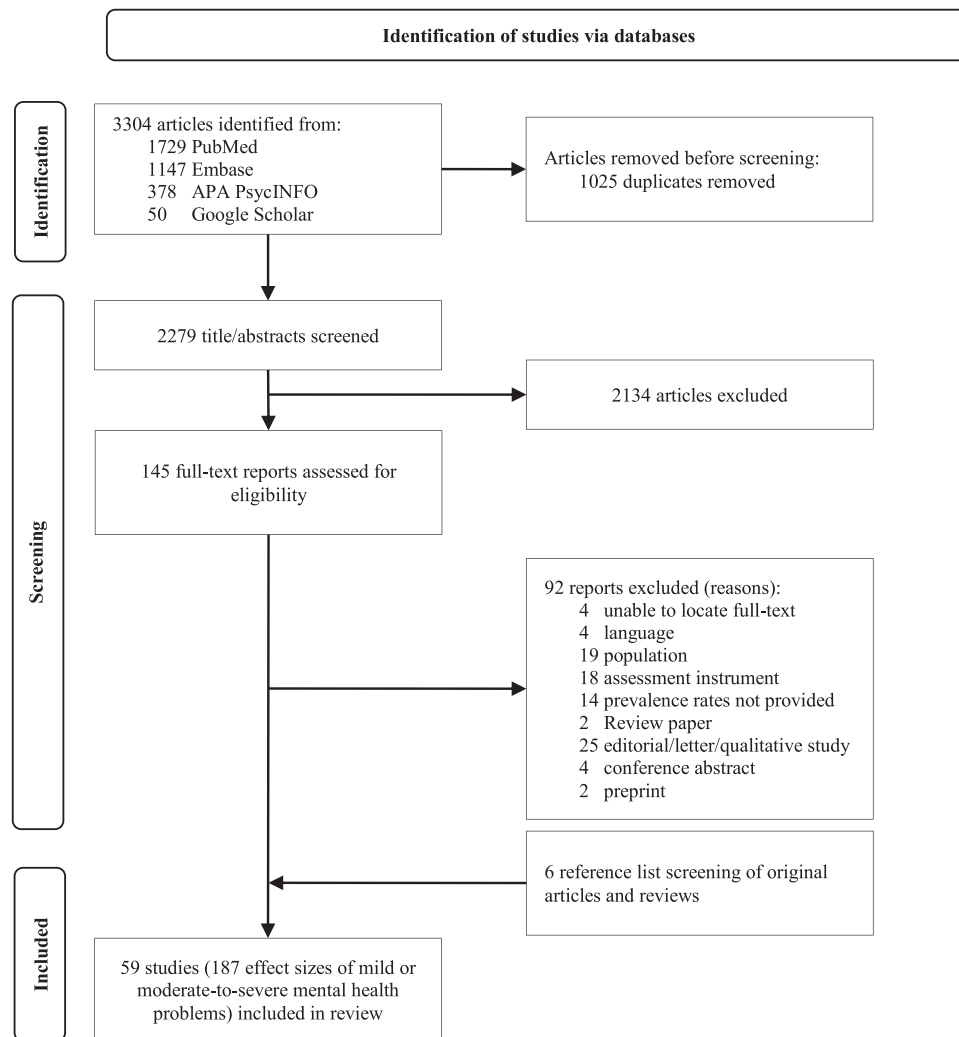 Identification of studies via databases
Identification
3304 articles identified from:
1729 PubMed
1147 Embase
378 APA PsycINFO
50 Google Scholar
Articles removed before screening:
1025 duplicates removed
Screening
2279 title/abstracts screened
2134 articles excluded
145 full-text reports assessed for
eligibility
92 reports excluded (reasons):
4 unable to locate full-text
4 language
19 population
18 assessment instrument
14 prevalence rates not provided
2 Review paper
25 editorial/letter/qualitative study
4 conference abstract
2 preprint
6 reference list screening of original
articles and reviews
Included
59 studies (187 effect sizes of mild or
moderate-to-severe mental health
problems) included in review